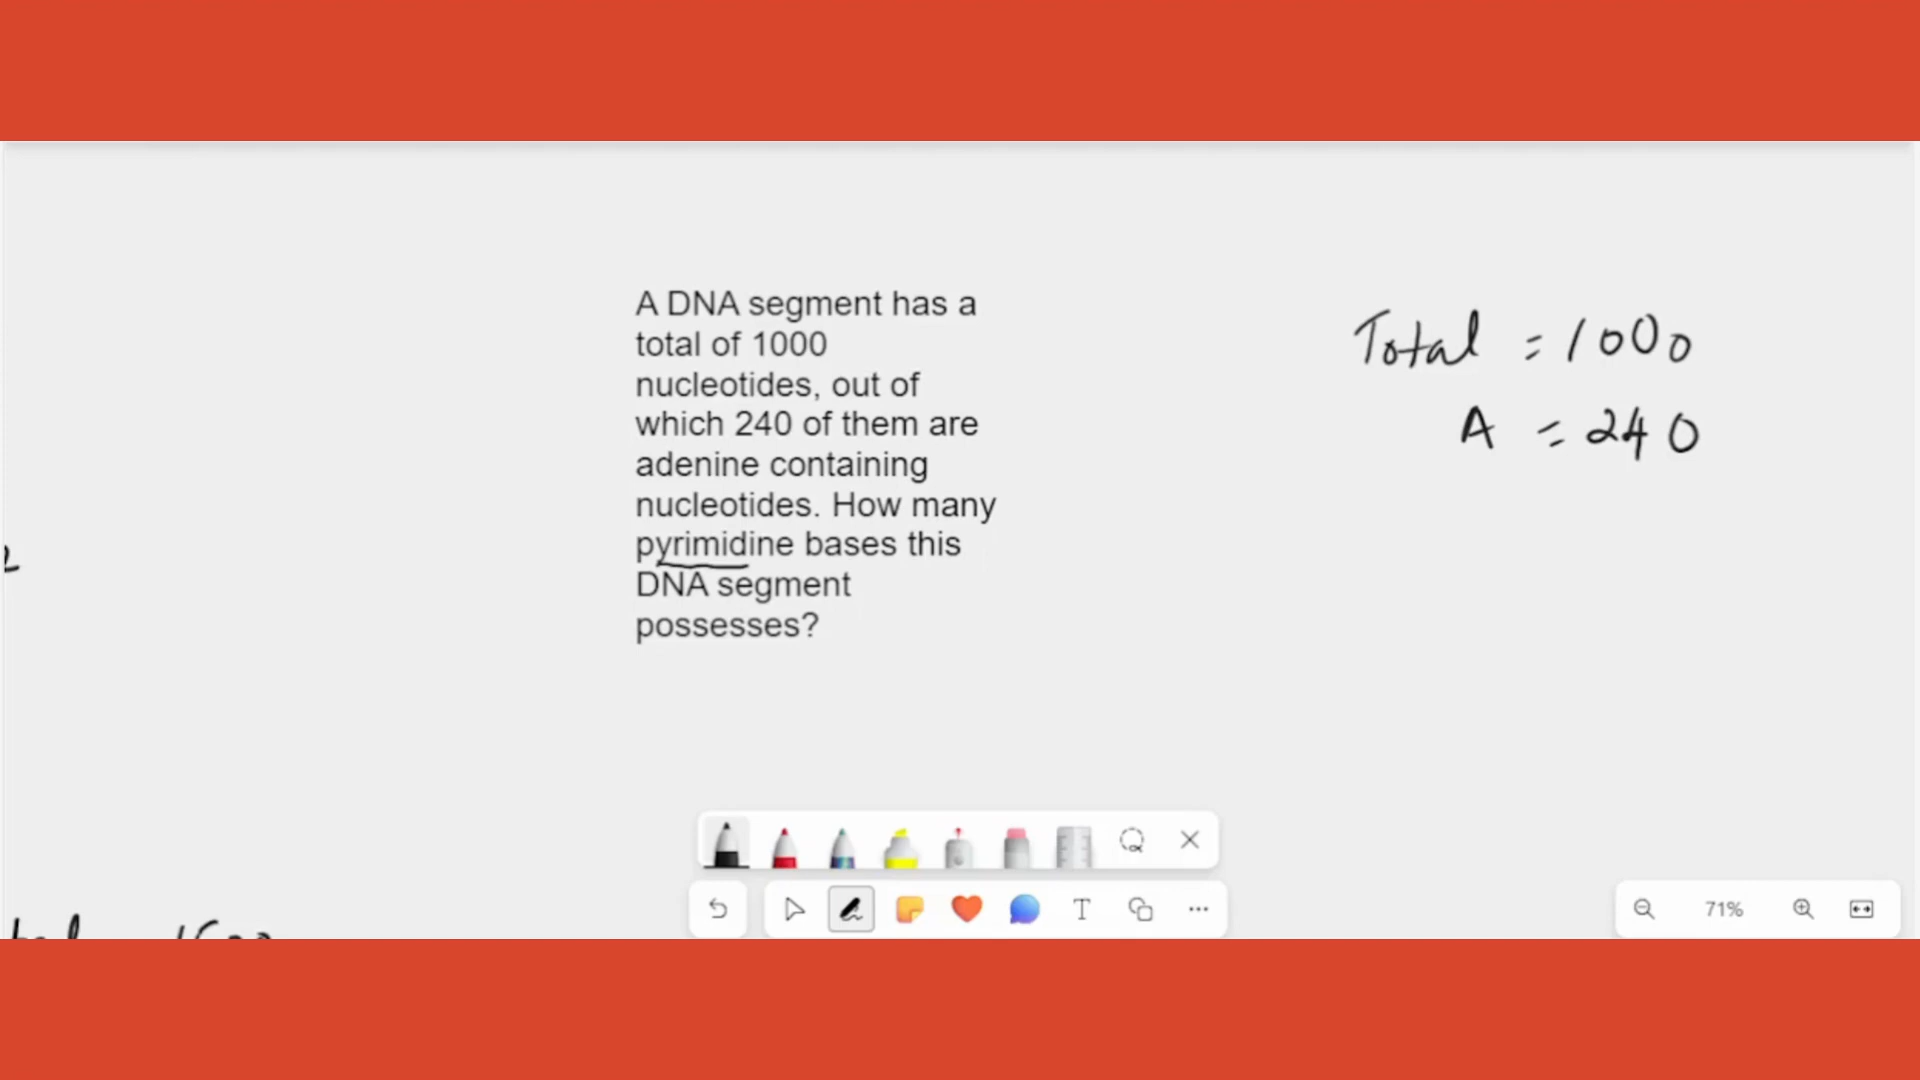 A DNA segment has a
total of 1000
nucleotides, out of
which 240 of them are
adenine containing
nucleotides. How many
pyrimidine bases this
DNA segment
possesses?
Total = 1000
A = 240
2
T
71%